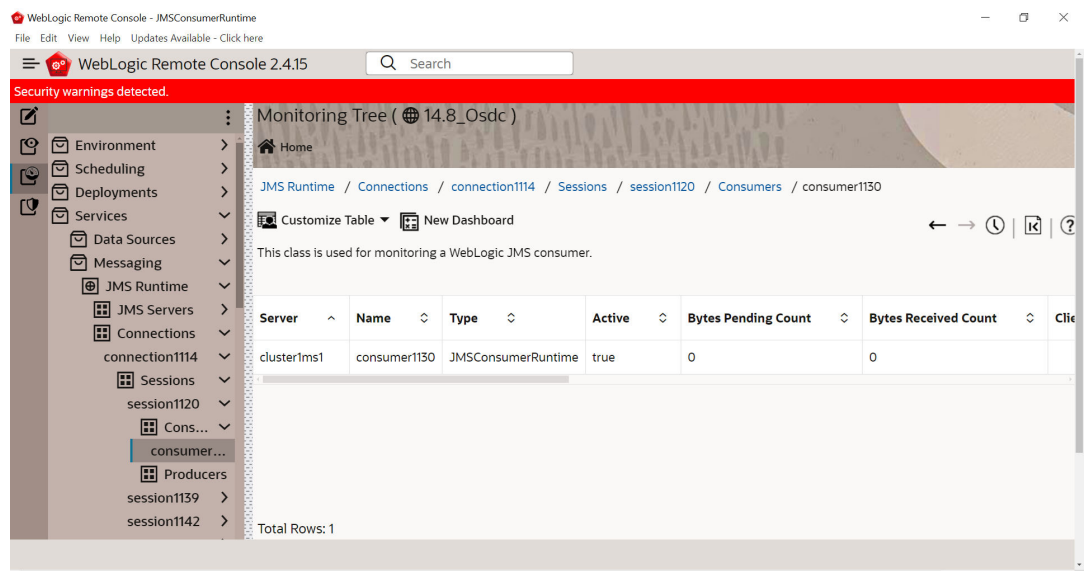 WebLogic Remote Console - JMSConsumerRuntime
File Edit View Help Updates Available - Click here
WebLogic Remote Console 2.4.15
Search
Security warnings detected.
Monitoring Tree ( 14.8_Osdc )
Home
Environment
Scheduling
Deployments
Services
Data Sources
Messaging
JMS Runtime
JMS Servers
Connections
connection1114
Sessions
session1120
Cons...
consumer...
Producers
session1139
session1142
JMS Runtime / Connections / connection1114 / Sessions / session1120 / Consumers / consumer1130
Customize Table New Dashboard
This class is used for monitoring a WebLogic JMS consumer.
Server Name Type Active Bytes Pending Count Bytes Received Count Clie
cluster1ms1 consumer1130 JMSConsumerRuntime true 0 0
Total Rows: 1